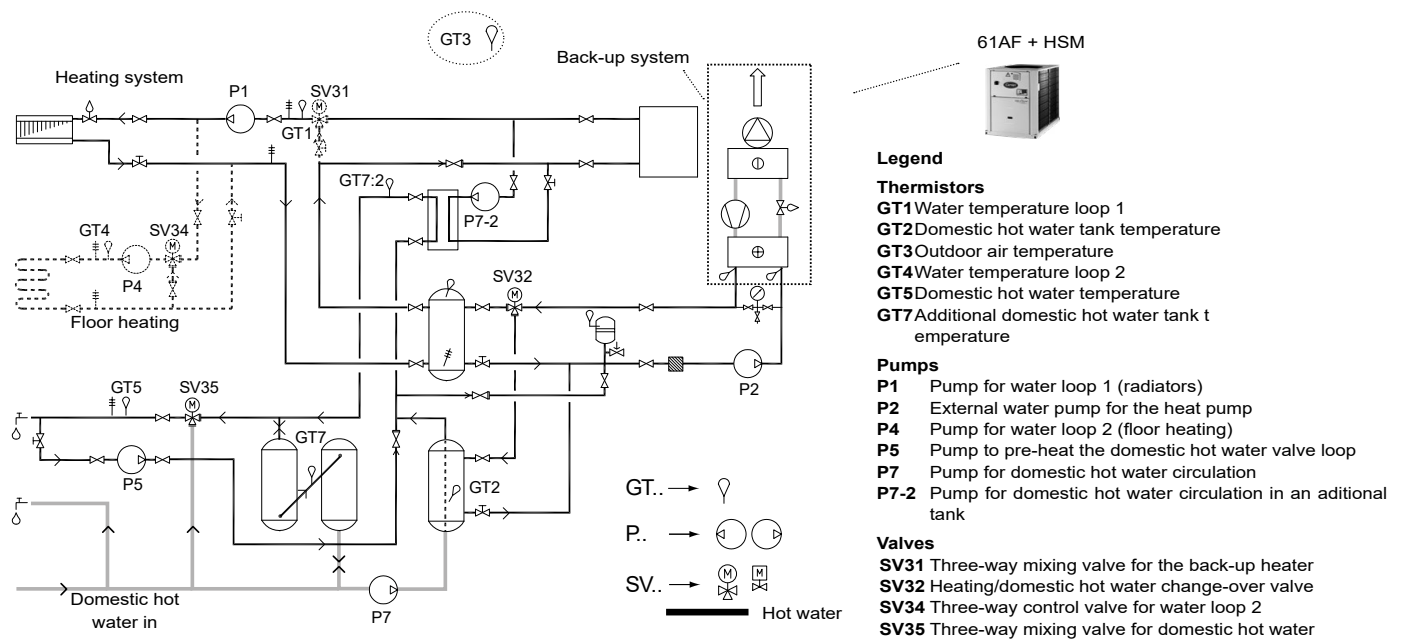 GT3
Heating system
Back-up system
P1
SV31
GT1
61AF + HSM
GT7:2
P7-2
GT4
SV34
P4
Floor heating
SV32
P2
GT5
SV35
P5
GT7
GT2
Domestic hot
water in
P7
GT..
P..
SV..
M
M
Hot water
Legend
Thermistors
GT1 Water temperature loop 1
GT2 Domestic hot water tank temperature
GT3 Outdoor air temperature
GT4 Water temperature loop 2
GT5 Domestic hot water temperature
GT7 Additional domestic hot water tank t
emperature
Pumps
P1 Pump for water loop 1 (radiators)
P2 External water pump for the heat pump
P4 Pump for water loop 2 (floor heating)
P5 Pump to pre-heat the domestic hot water valve loop
P7 Pump for domestic hot water circulation
P7-2 Pump for domestic hot water circulation in an aditional
tank
Valves
SV31 Three-way mixing valve for the back-up heater
SV32 Heating/domestic hot water change-over valve
SV34 Three-way control valve for water loop 2
SV35 Three-way mixing valve for domestic hot water
M
M
M
M